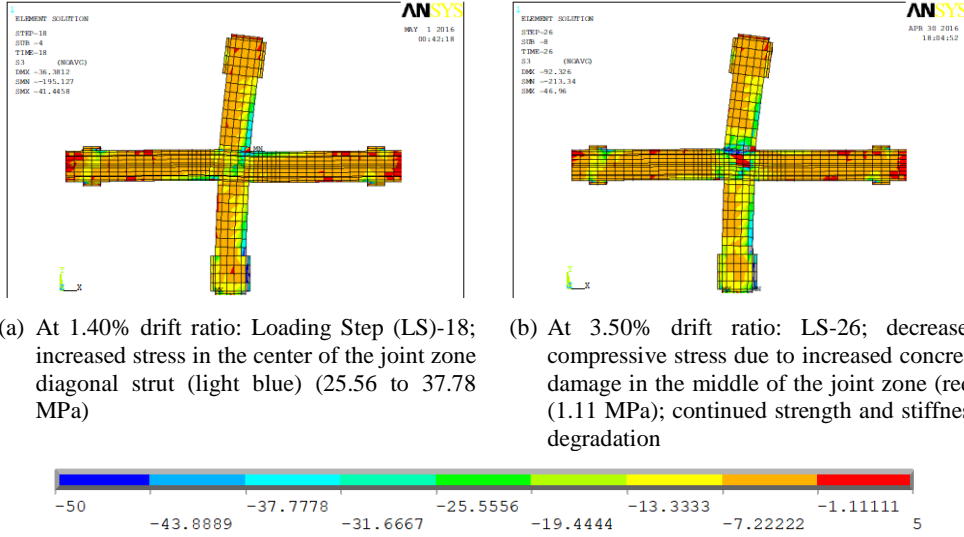 1
ELEMENT SOLUTION
STEP=18
SUB =4
TIME=18
S3 (NOAVG)
DMX =36.3812
SMN =-195.127
SMX =41.4458
ANSYS
MAY 1 2016
00:42:18
MN
Z
X
1
ELEMENT SOLUTION
STEP=26
SUB =8
TIME=26
S3 (NOAVG)
DMX =92.326
SMN =-213.34
SMX =46.96
ANSYS
APR 30 2016
18:04:52
Z
X
(a) At 1.40% drift ratio: Loading Step (LS)-18;
increased stress in the center of the joint zone
diagonal strut (light blue) (25.56 to 37.78
MPa)
(b) At 3.50% drift ratio: LS-26; decrease
compressive stress due to increased concre
damage in the middle of the joint zone (red
(1.11 MPa); continued strength and stiffnes
degradation
-50 -37.7778 -25.5556 -13.3333 -1.11111
-43.8889 -31.6667 -19.4444 -7.22222 5